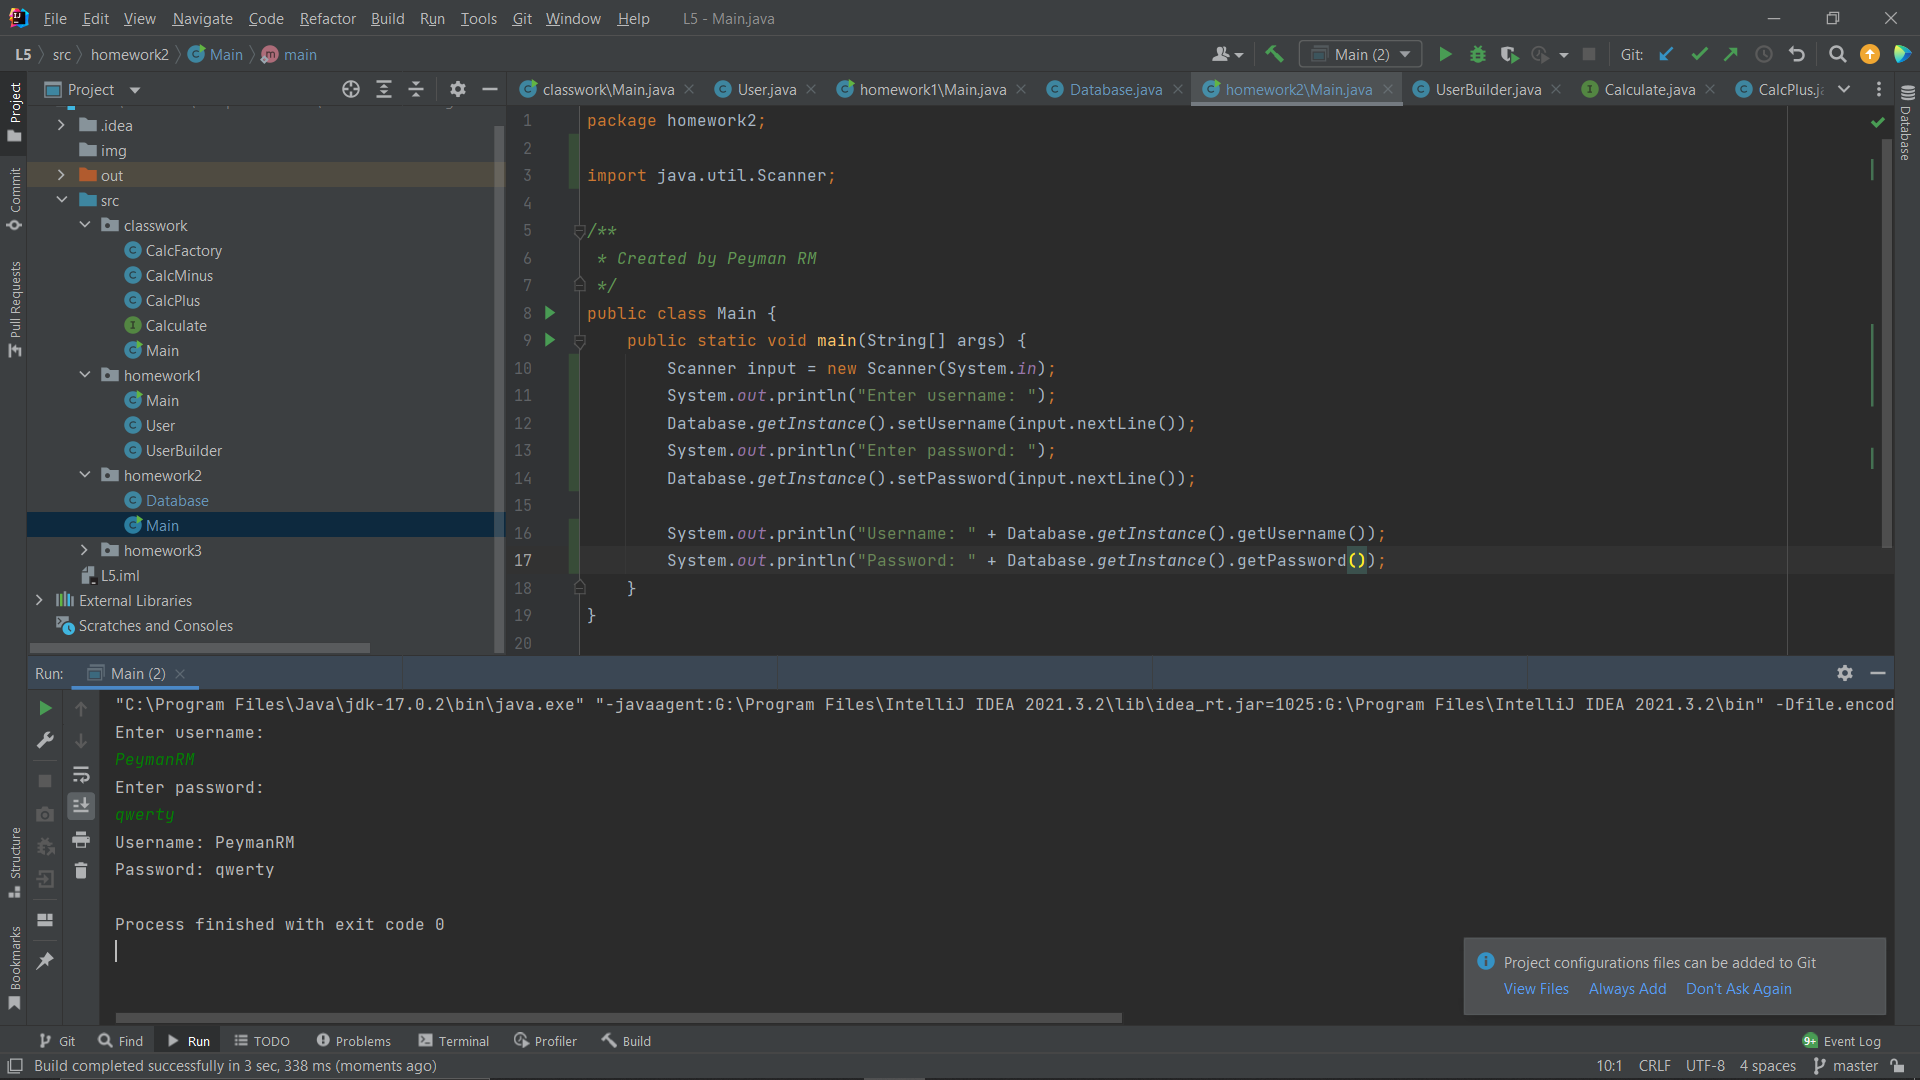 File Edit View Navigate Code Refactor Build Run Tools Git Window Help L5 - Main.java
L5 src homework2 Main main
Main (2) Git:
Project
classwork\Main.java User.java homework1\Main.java Database.java homework2\Main.java UserBuilder.java Calculate.java CalcPlus.ja
Project
Commit
Pull Requests
Structure
Bookmarks
Database
.idea
img
out
src
classwork
CalcFactory
CalcMinus
CalcPlus
Calculate
Main
homework1
Main
User
UserBuilder
homework2
Database
Main
homework3
L5.iml
External Libraries
Scratches and Consoles
1 package homework2;
2
3 import java.util.Scanner;
4
5 /**
6 * Created by Peyman RM
7 */
8 public class Main {
9 public static void main(String[] args) {
10 Scanner input = new Scanner(System.in);
11 System.out.println("Enter username: ");
12 Database.getInstance().setUsername(input.nextLine());
13 System.out.println("Enter password: ");
14 Database.getInstance().setPassword(input.nextLine());
15
16 System.out.println("Username: " + Database.getInstance().getUsername());
17 System.out.println("Password: " + Database.getInstance().getPassword());
18 }
19 }
20
Run: Main (2)
"C:\Program Files\Java\jdk-17.0.2\bin\java.exe" "-javaagent:G:\Program Files\IntelliJ IDEA 2021.3.2\lib\idea_rt.jar=1025:G:\Program Files\IntelliJ IDEA 2021.3.2\bin" -Dfile.encod
Enter username:
PeymanRM
Enter password:
qwerty
Username: PeymanRM
Password: qwerty
Process finished with exit code 0
Project configurations files can be added to Git
View Files Always Add Don't Ask Again
Git Find Run TODO Problems Terminal Profiler Build 9+ Event Log
Build completed successfully in 3 sec, 338 ms (moments ago) 10:1 CRLF UTF-8 4 spaces master